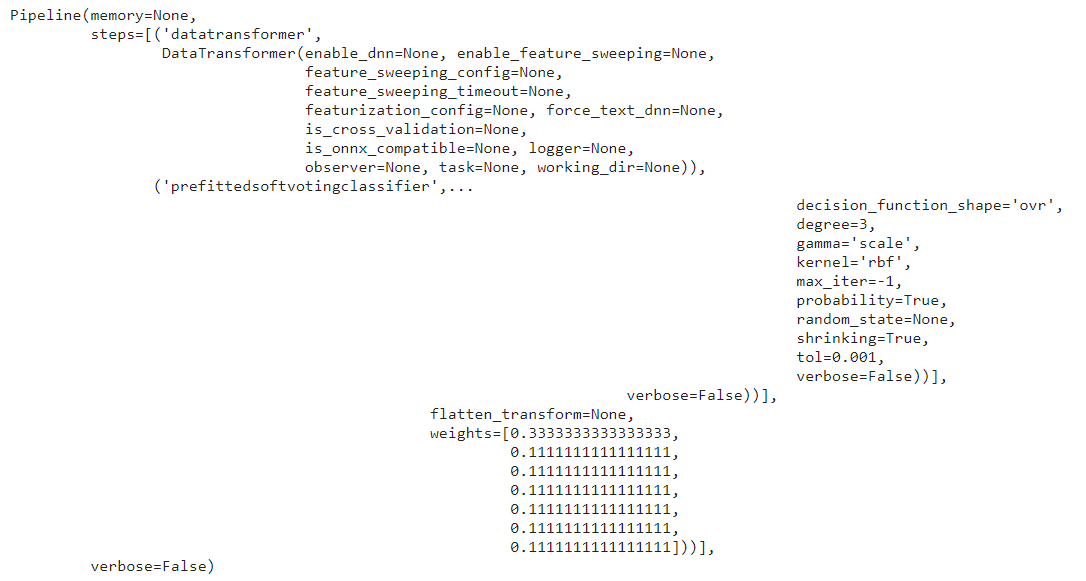 Pipeline(memory=None,
         steps=[('datatransformer',
                 DataTransformer(enable_dnn=None, enable_feature_sweeping=None,
                                 feature_sweeping_config=None,
                                 feature_sweeping_timeout=None,
                                 featurization_config=None, force_text_dnn=None,
                                 is_cross_validation=None,
                                 is_onnx_compatible=None, logger=None,
                                 observer=None, task=None, working_dir=None)),
                ('prefittedsoftvotingclassifier',...
                                                                                        decision_function_shape='ovr',
                                                                                        degree=3,
                                                                                        gamma='scale',
                                                                                        kernel='rbf',
                                                                                        max_iter=-1,
                                                                                        probability=True,
                                                                                        random_state=None,
                                                                                        shrinking=True,
                                                                                        tol=0.001,
                                                                                        verbose=False))],
                                                                     verbose=False))],
                                               flatten_transform=None,
                                               weights=[0.3333333333333333,
                                                        0.1111111111111111,
                                                        0.1111111111111111,
                                                        0.1111111111111111,
                                                        0.1111111111111111,
                                                        0.1111111111111111,
                                                        0.1111111111111111]))],
         verbose=False)